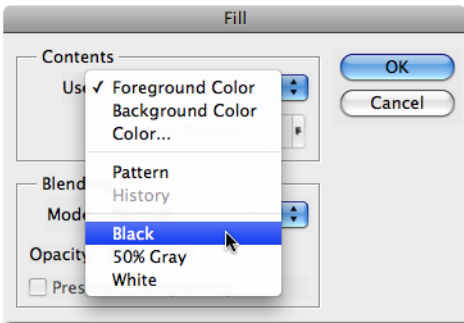 Fill
Contents
Use
✓ Foreground Color
Background Color
Color...
Pattern
History
Blend
Mode
Black
50% Gray
White
Opacity
Pres
OK
Cancel